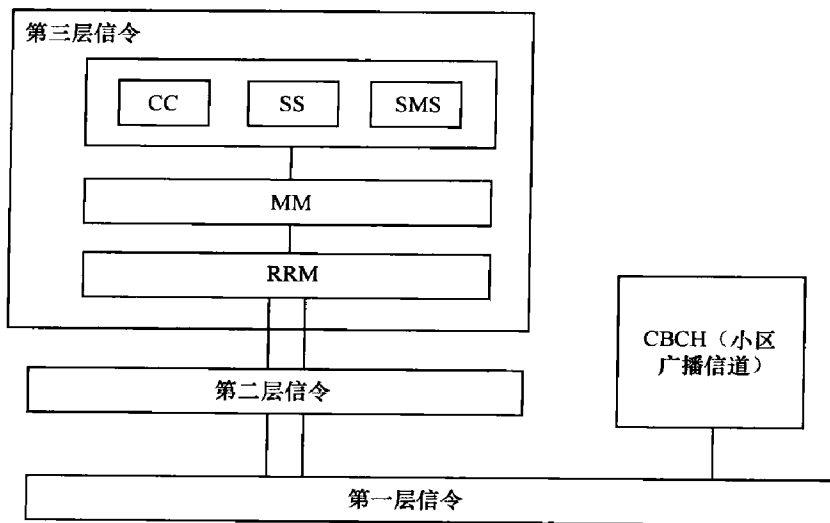 第三层信令
CC
SS
SMS
MM
RRM
CBCH（小区
广播信道）
第二层信令
第一层信令